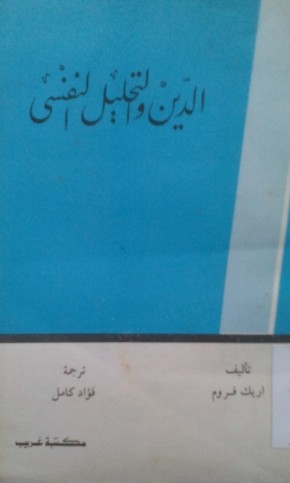 الدين والتحليل النفسي
تأليف
اريك فروم
ترجمة
فؤاد كامل
مكتبة غريب